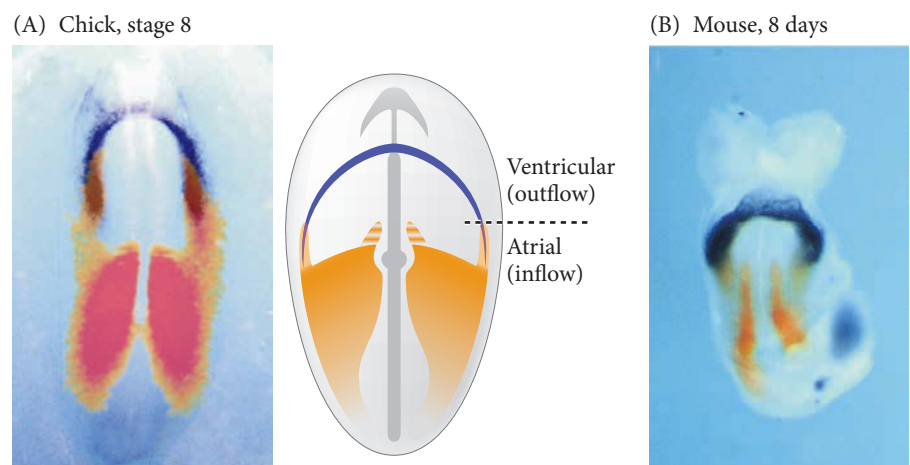 (A) Chick, stage 8
(B) Mouse, 8 days
Ventricular
(outflow)
Atrial
(inflow)